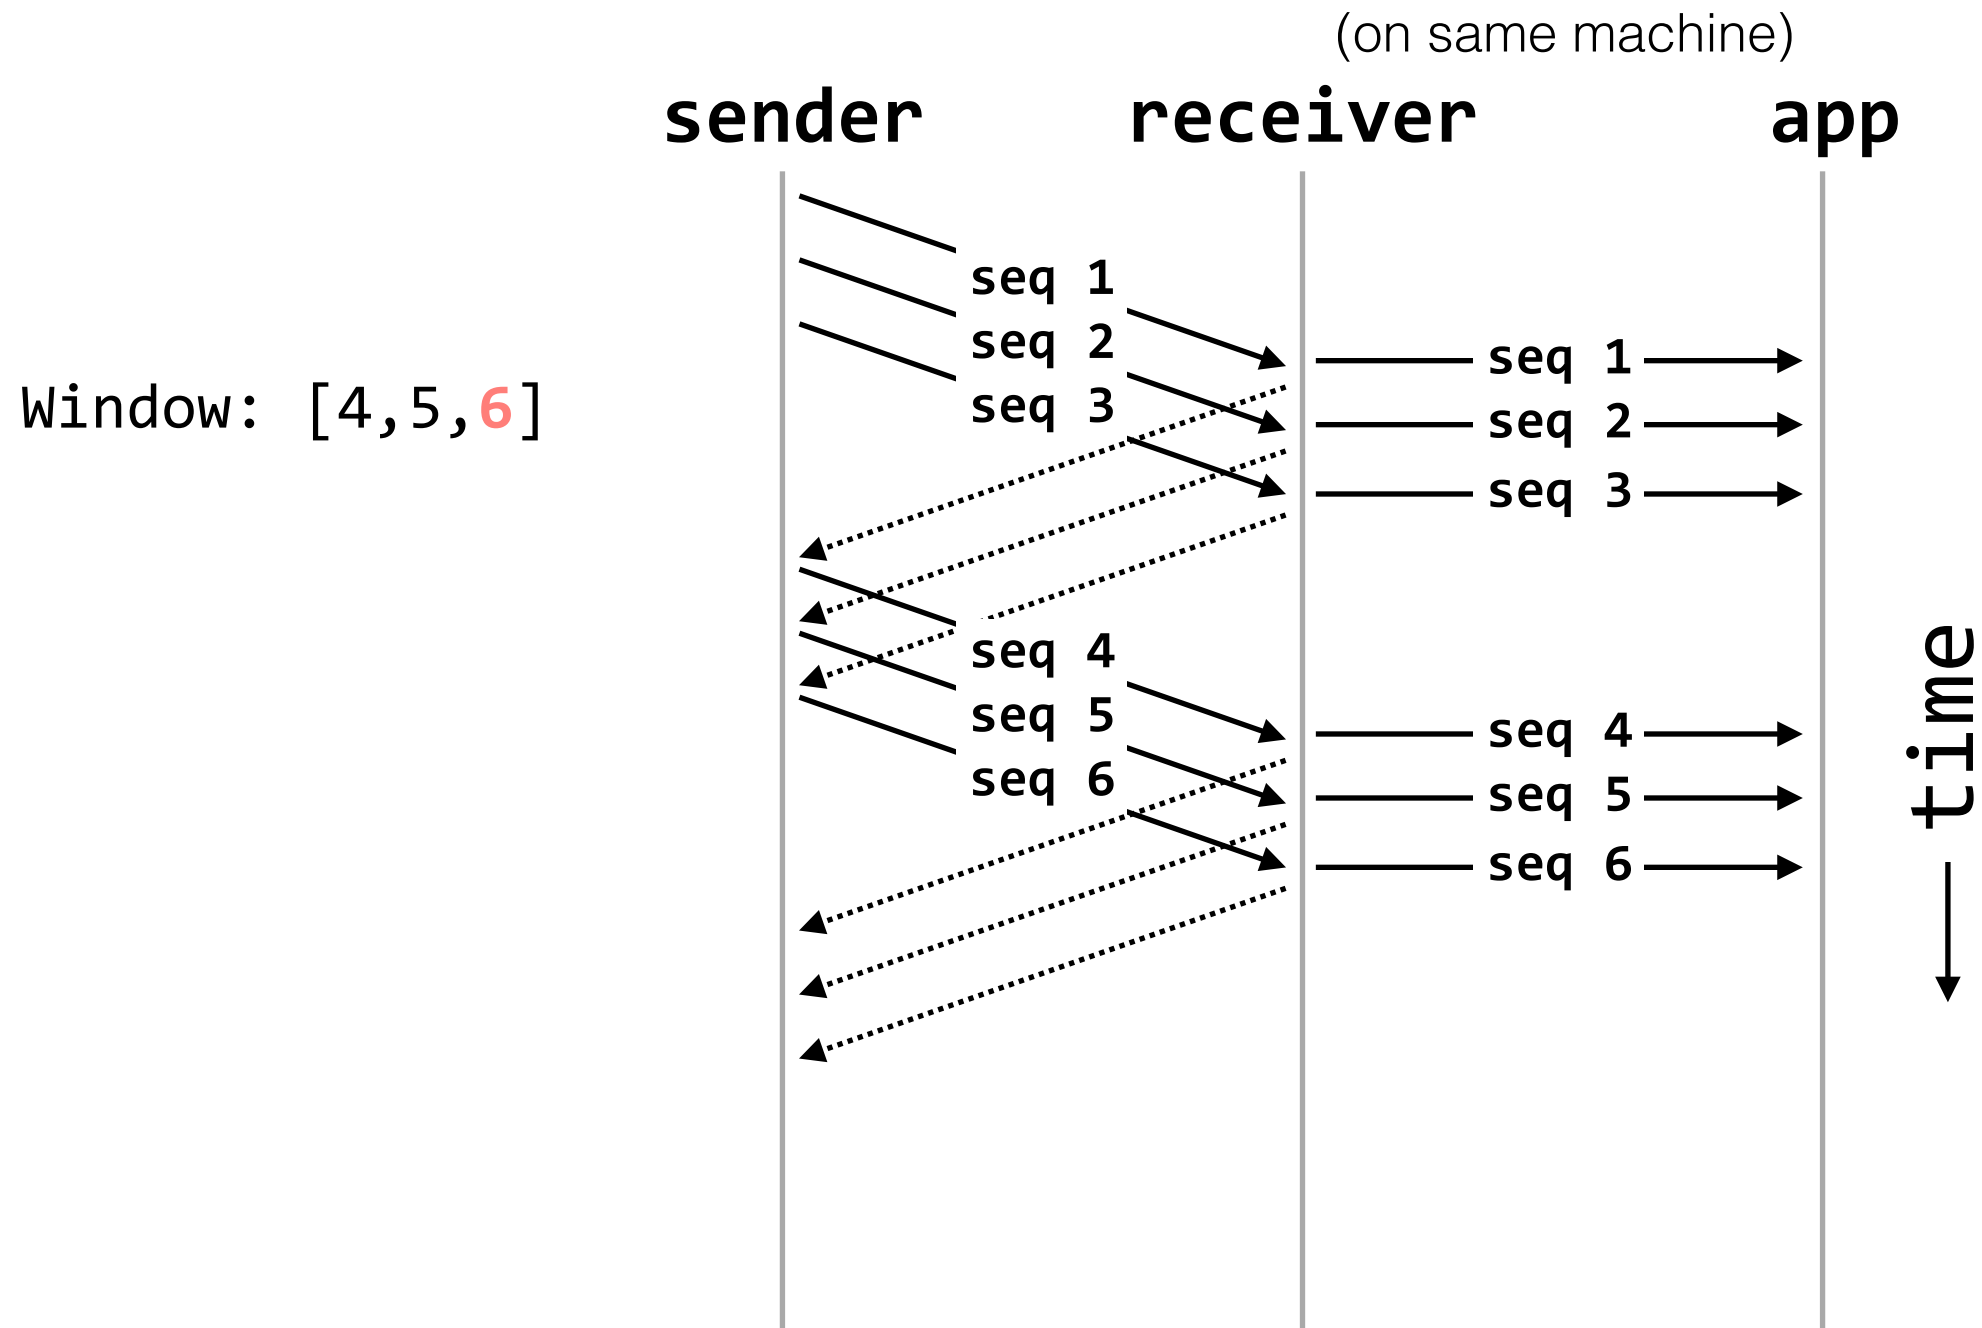 (on same machine)
sender receiver app
seq 1
seq 1
seq 2
seq 2
seq 3
Window: [4,5,6]
seq 3
seq 4
seq 5
seq 4
seq 6
seq 5
seq 6
time